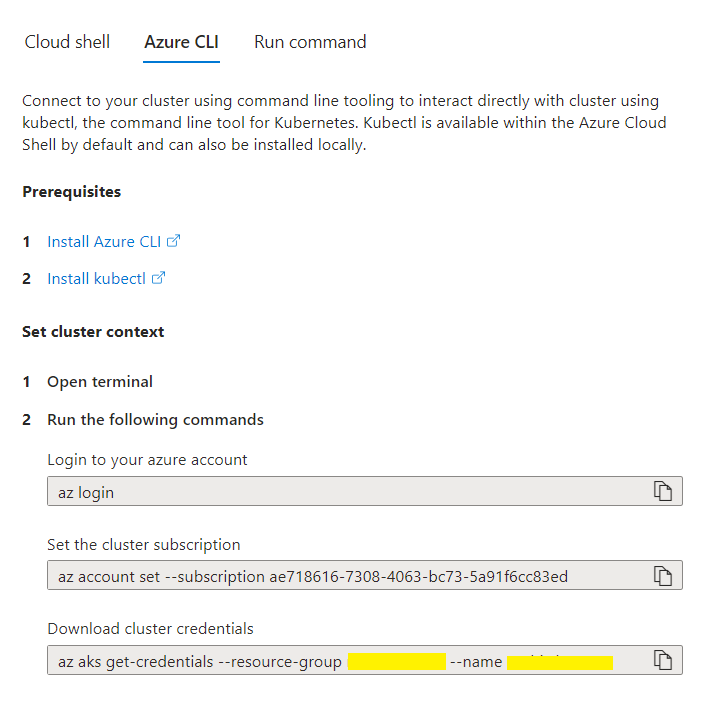 Cloud shell Azure CLI Run command
Connect to your cluster using command line tooling to interact directly with cluster using
kubectl, the command line tool for Kubernetes. Kubectl is available within the Azure Cloud
Shell by default and can also be installed locally.
Prerequisites
1 Install Azure CLI
2 Install kubectl
Set cluster context
1 Open terminal
2 Run the following commands
Login to your azure account
az login
Set the cluster subscription
az account set --subscription ae718616-7308-4063-bc73-5a91f6cc83ed
Download cluster credentials
az aks get-credentials --resource-group --name